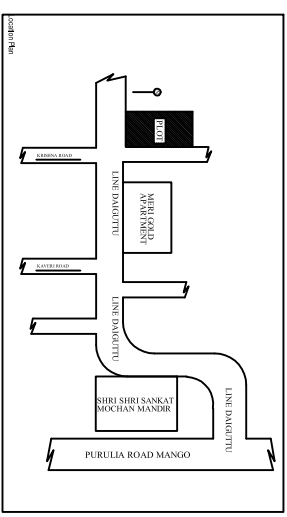 Location Plan
PLOT
KRISHNA ROAD
LINE DAIGUTTU
MERI GOLD
APARTMENT
KAVERI ROAD
LINE DAIGUTTU
SHRI SHRI SANKAT
MOCHAN MANDIR
LINE DAIGUTTU
PURULIA ROAD MANGO